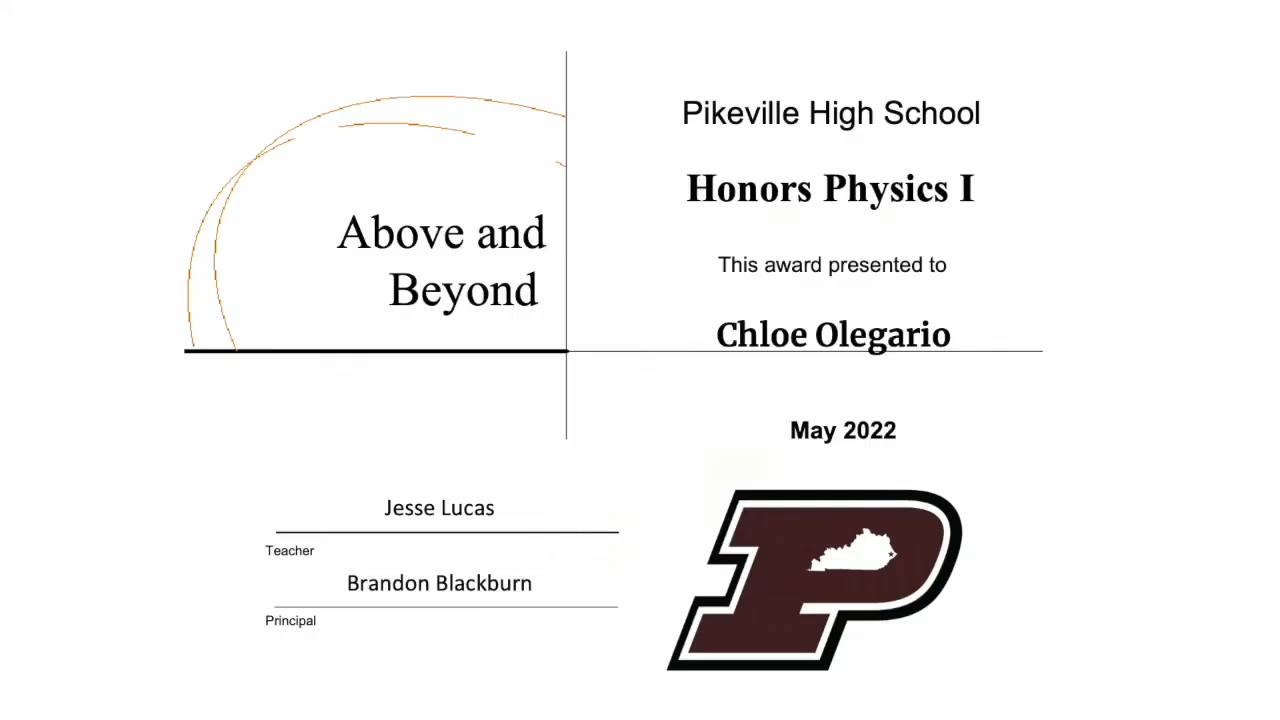 Above and
Beyond
Pikeville High School
Honors Physics I
This award presented to
Chloe Olegario
May 2022
Jesse Lucas
Teacher
Brandon Blackburn
Principal
P